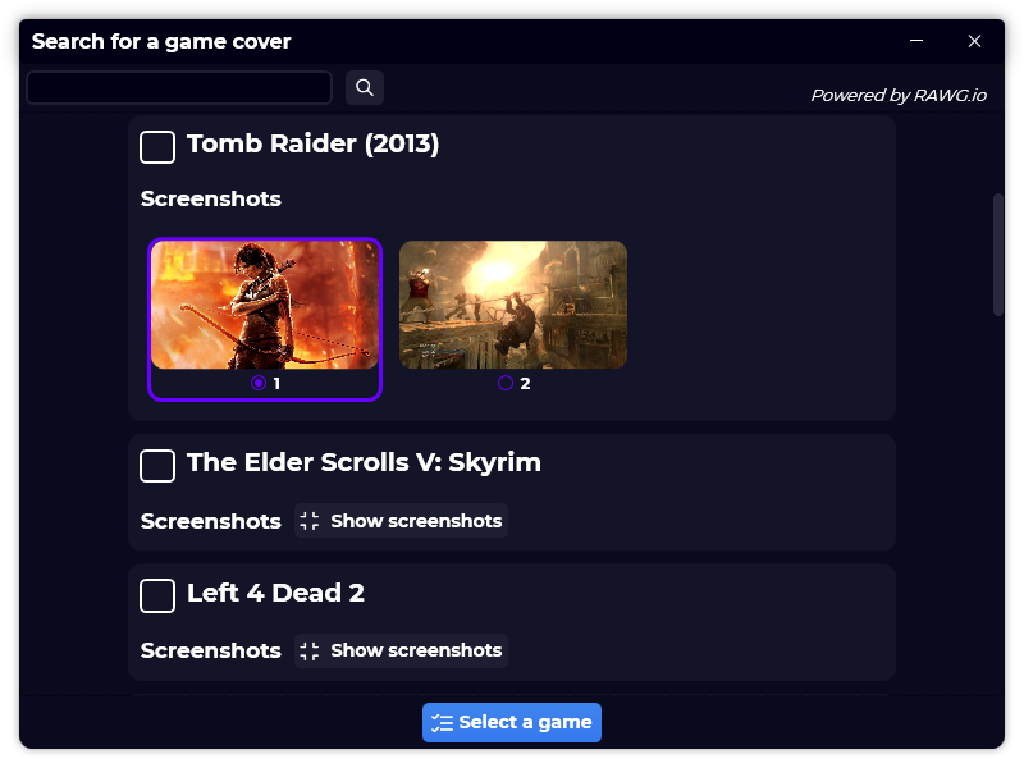 Search for a game cover
Powered by RAWG.io
Tomb Raider (2013)
Screenshots
1
2
The Elder Scrolls V: Skyrim
Screenshots
Show screenshots
Left 4 Dead 2
Screenshots
Show screenshots
Select a game